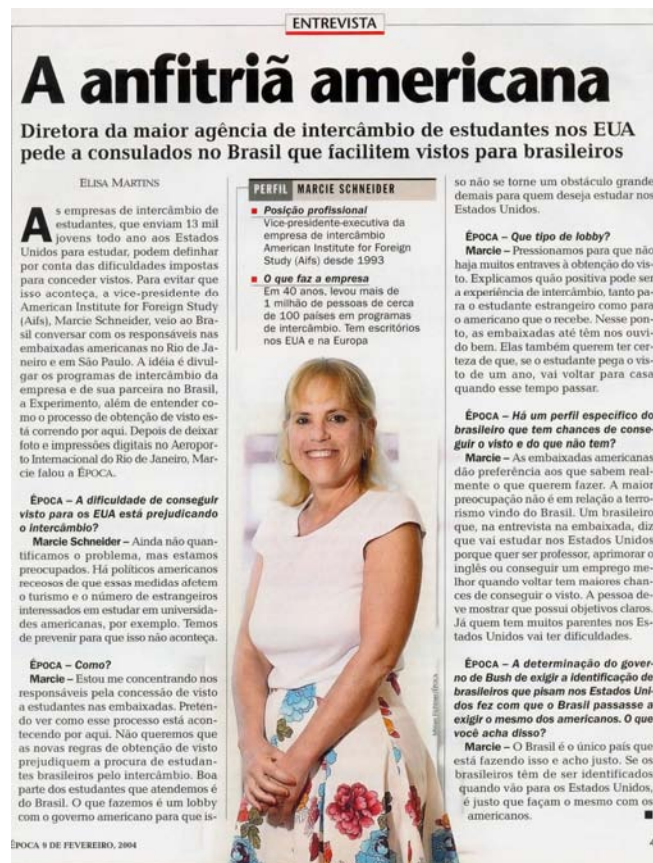 ENTREVISTA
A anfitriã americana
Diretora da maior agência de intercâmbio de estudantes nos EUA
pede a consulados no Brasil que facilitem vistos para brasileiros
ELISA MARTINS
As empresas de intercâmbio de
estudantes, que enviam 13 mil
jovens todo ano aos Estados
Unidos para estudar, podem definhar
por conta das dificuldades impostas
para conceder vistos. Para evitar que
isso aconteça, a vice-presidente do
American Institute for Foreign Study
(Aifs), Marcie Schneider, veio ao Bra-
sil conversar com os responsáveis nas
embaixadas americanas no Rio de Ja-
neiro e em São Paulo. A idéia é divul-
gar os programas de intercâmbio da
empresa e de sua parceira no Brasil,
a Experimento, além de entender co-
mo o processo de obtenção de visto es-
tá correndo por aqui. Depois de deixar
foto e impressões digitais no Aeropor-
to Internacional do Rio de Janeiro, Mar-
cie falou a ÉPOCA.
ÉPOCA – A dificuldade de conseguir
visto para os EUA está prejudicando
o intercâmbio?
Marcie Schneider – Ainda não quan-
tificamos o problema, mas estamos
preocupados. Há políticos americanos
receosos de que essas medidas afetem
o turismo e o número de estrangeiros
interessados em estudar em universida-
des americanas, por exemplo. Temos
de prevenir para que isso não aconteça.
ÉPOCA – Como?
Marcie – Estou me concentrando nos
responsáveis pela concessão de visto
a estudantes nas embaixadas. Preten-
do ver como esse processo está acon-
tecendo por aqui. Não queremos que
as novas regras de obtenção de visto
prejudiquem a procura de estudan-
tes brasileiros pelo intercâmbio. Boa
parte dos estudantes que atendemos é
do Brasil. O que fazemos é um lobby
com o governo americano para que is-
PERFIL MARCIE SCHNEIDER
Posição profissional
Vice-presidente-executiva da
empresa de intercâmbio
American Institute for Foreign
Study (Aifs) desde 1993
O que faz a empresa
Em 40 anos, levou mais de
1 milhão de pessoas de cerca
de 100 países em programas
de intercâmbio. Tem escritórios
nos EUA e na Europa
so não se torne um obstáculo grande
demais para quem deseja estudar nos
Estados Unidos.
ÉPOCA – Que tipo de lobby?
Marcie – Pressionamos para que não
haja muitos entraves à obtenção do vis-
to. Explicamos quão positiva pode ser
a experiência de intercâmbio, tanto pa-
ra o estudante estrangeiro como para
o americano que o recebe. Nesse pon-
to, as embaixadas até têm nos ouvi-
do bem. Elas também querem ter cer-
teza de que, se o estudante pega o vis-
to de um ano, vai voltar para casa
quando esse tempo passar.
ÉPOCA – Há um perfil específico do
brasileiro que tem chances de conse-
guir o visto e do que não tem?
Marcie – As embaixadas americanas
dão preferência aos que sabem real-
mente o que querem fazer. A maior
preocupação não é em relação a terro-
rismo vindo do Brasil. Um brasileiro
que, na entrevista na embaixada, diz
que vai estudar nos Estados Unidos
porque quer ser professor, aprimorar o
inglês ou conseguir um emprego me-
lhor quando voltar tem maiores chan-
ces de conseguir o visto. A pessoa de-
ve mostrar que possui objetivos claros.
Já quem tem muitos parentes nos Es-
tados Unidos vai ter dificuldades.
ÉPOCA – A determinação do gover-
no de Bush de exigir a identificação de
brasileiros que pisam nos Estados Uni-
dos fez com que o Brasil passasse a
exigir o mesmo dos americanos. O que
você acha disso?
Marcie – O Brasil é o único país que
está fazendo isso e acho justo. Se os
brasileiros têm de ser identificados
quando vão para os Estados Unidos,
é justo que façam o mesmo com os
americanos.
ÉPOCA 9 DE FEVEREIRO, 2004